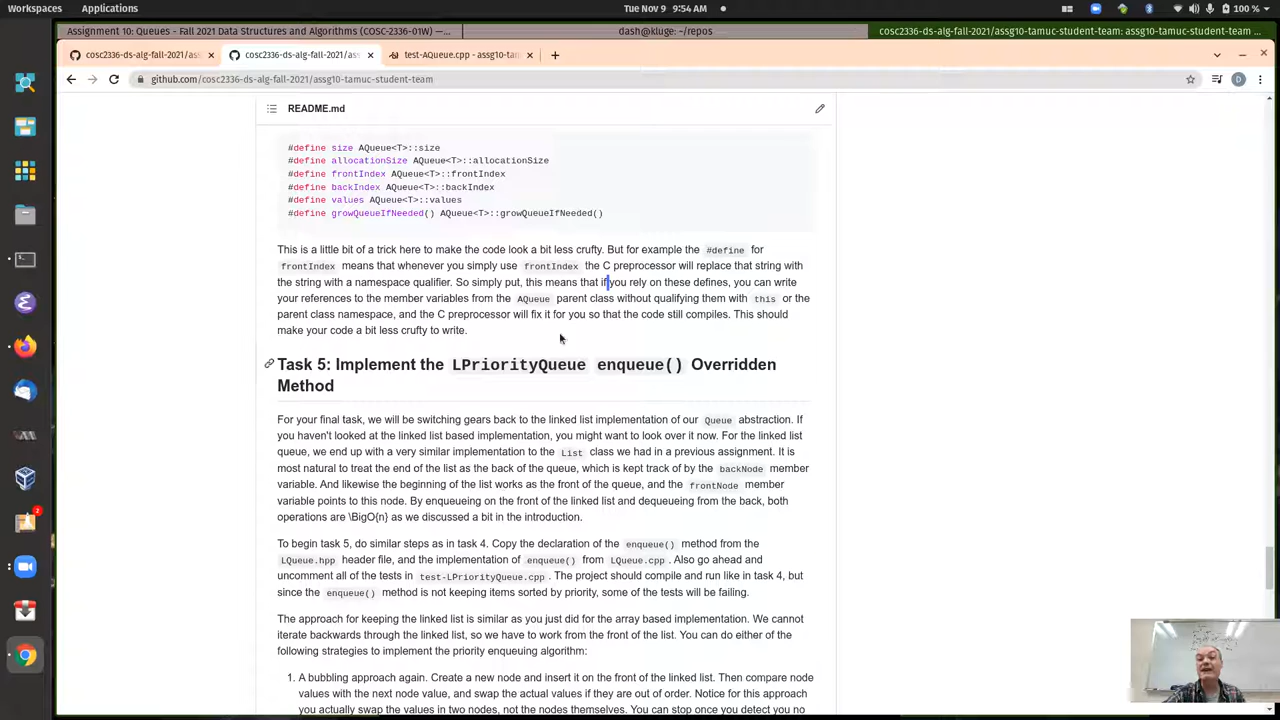 Workspaces Applications Tue Nov 9 9:54 AM 100 %
Assignment 10: Queues - Fall 2021 Data Structures and Algorithms (COSC-2336-01W) —... dash@kluge: ~/repos cosc2336-ds-alg-fall-2021/assg10-tamuc-student-team: assg10-tamuc-student-team ...
cosc2336-ds-alg-fall-2021/ cosc2336-ds-alg-fall-2021/ass test-AQueue.cpp - assg10-tam
github.com/cosc2336-ds-alg-fall-2021/assg10-tamuc-student-team D
README.md
#define size AQueue<T>::size
#define allocationSize AQueue<T>::allocationSize
#define frontIndex AQueue<T>::frontIndex
#define backIndex AQueue<T>::backIndex
#define values AQueue<T>::values
#define growQueueIfNeeded() AQueue<T>::growQueueIfNeeded()
This is a little bit of a trick here to make the code look a bit less crufty. But for example the #define for
frontIndex means that whenever you simply use frontIndex the C preprocessor will replace that string with
the string with a namespace qualifier. So simply put, this means that if you rely on these defines, you can write
your references to the member variables from the AQueue parent class without qualifying them with this or the
parent class namespace, and the C preprocessor will fix it for you so that the code still compiles. This should
make your code a bit less crufty to write.
Task 5: Implement the LPriorityQueue enqueue() Overridden
Method
For your final task, we will be switching gears back to the linked list implementation of our Queue abstraction. If
you haven't looked at the linked list based implementation, you might want to look over it now. For the linked list
queue, we end up with a very similar implementation to the List class we had in a previous assignment. It is
most natural to treat the end of the list as the back of the queue, which is kept track of by the backNode member
variable. And likewise the beginning of the list works as the front of the queue, and the frontNode member
variable points to this node. By enqueueing on the front of the linked list and dequeueing from the back, both
operations are \BigO{n} as we discussed a bit in the introduction.
To begin task 5, do similar steps as in task 4. Copy the declaration of the enqueue() method from the
LQueue.hpp header file, and the implementation of enqueue() from LQueue.cpp . Also go ahead and
uncomment all of the tests in test-LPriorityQueue.cpp . The project should compile and run like in task 4, but
since the enqueue() method is not keeping items sorted by priority, some of the tests will be failing.
The approach for keeping the linked list is similar as you just did for the array based implementation. We cannot
iterate backwards through the linked list, so we have to work from the front of the list. You can do either of the
following strategies to implement the priority enqueuing algorithm:
1. A bubbling approach again. Create a new node and insert it on the front of the linked list. Then compare node
values with the next node value, and swap the actual values if they are out of order. Notice for this approach
you actually swap the values in two nodes, not the nodes themselves. You can stop once you detect you no